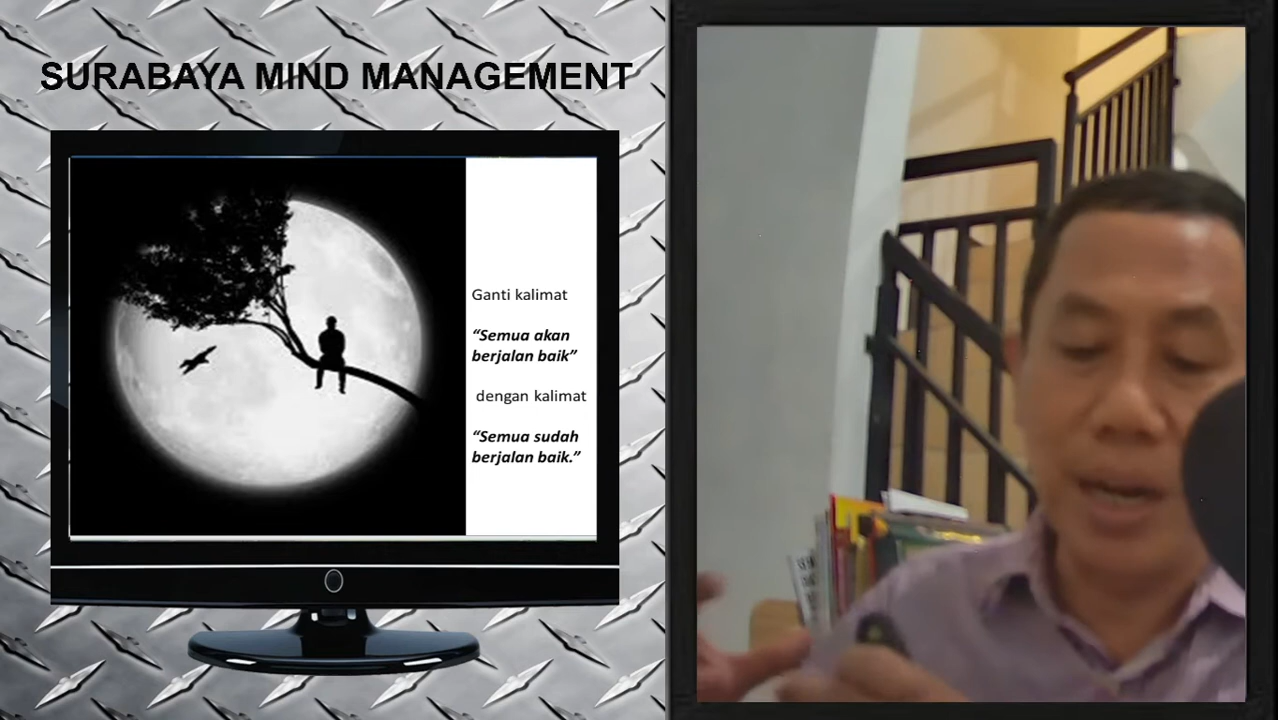 SURABAYA MIND MANAGEMENT
Ganti kalimat
“Semua akan
berjalan baik”
dengan kalimat
“Semua sudah
berjalan baik.”